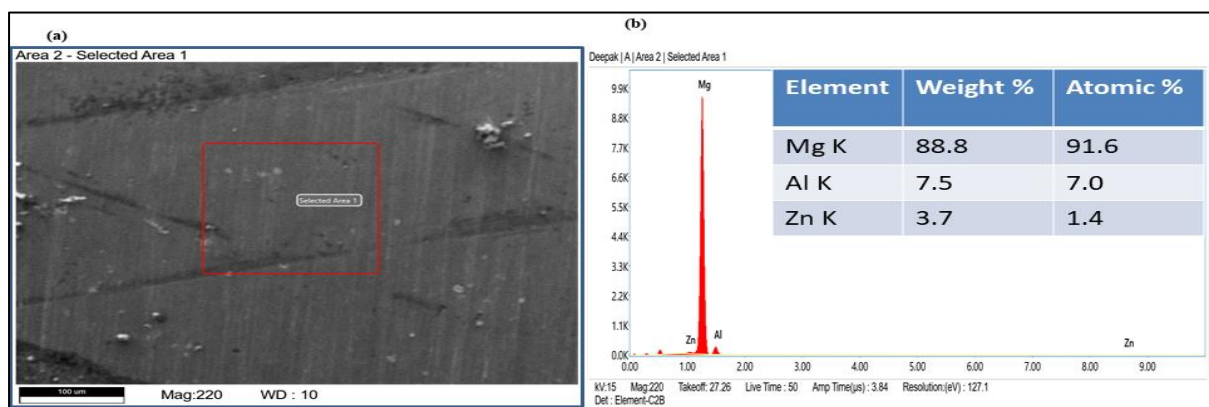 (a)
Area 2 - Selected Area 1
Selected Area 1
100 um
Mag:220
WD : 10
(b)
Deepak | A | Area 2 | Selected Area 1
9.9K
8.8K
7.7K
6.6K
5.5K
4.4K
3.3K
2.2K
1.1K
0.0K
Mg
Zn
Al
Zn
0.00 1.00 2.00 3.00 4.00 5.00 6.00 7.00 8.00 9.00
Element Weight % Atomic %
Mg K 88.8 91.6
Al K 7.5 7.0
Zn K 3.7 1.4
kV:15 Mag:220 Takeoff: 27.26 Live Time : 50 Amp Time(µs) : 3.84 Resolution:(eV) : 127.1
Det : Element-C2B